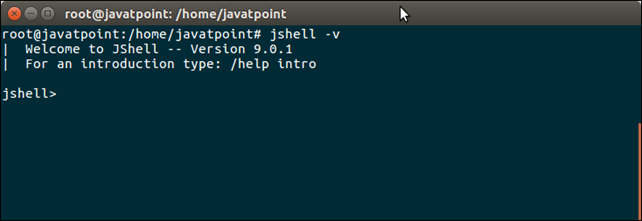 root@javatpoint: /home/javatpoint
root@javatpoint:/home/javatpoint# jshell -v
|  Welcome to JShell -- Version 9.0.1
|  For an introduction type: /help intro
jshell>